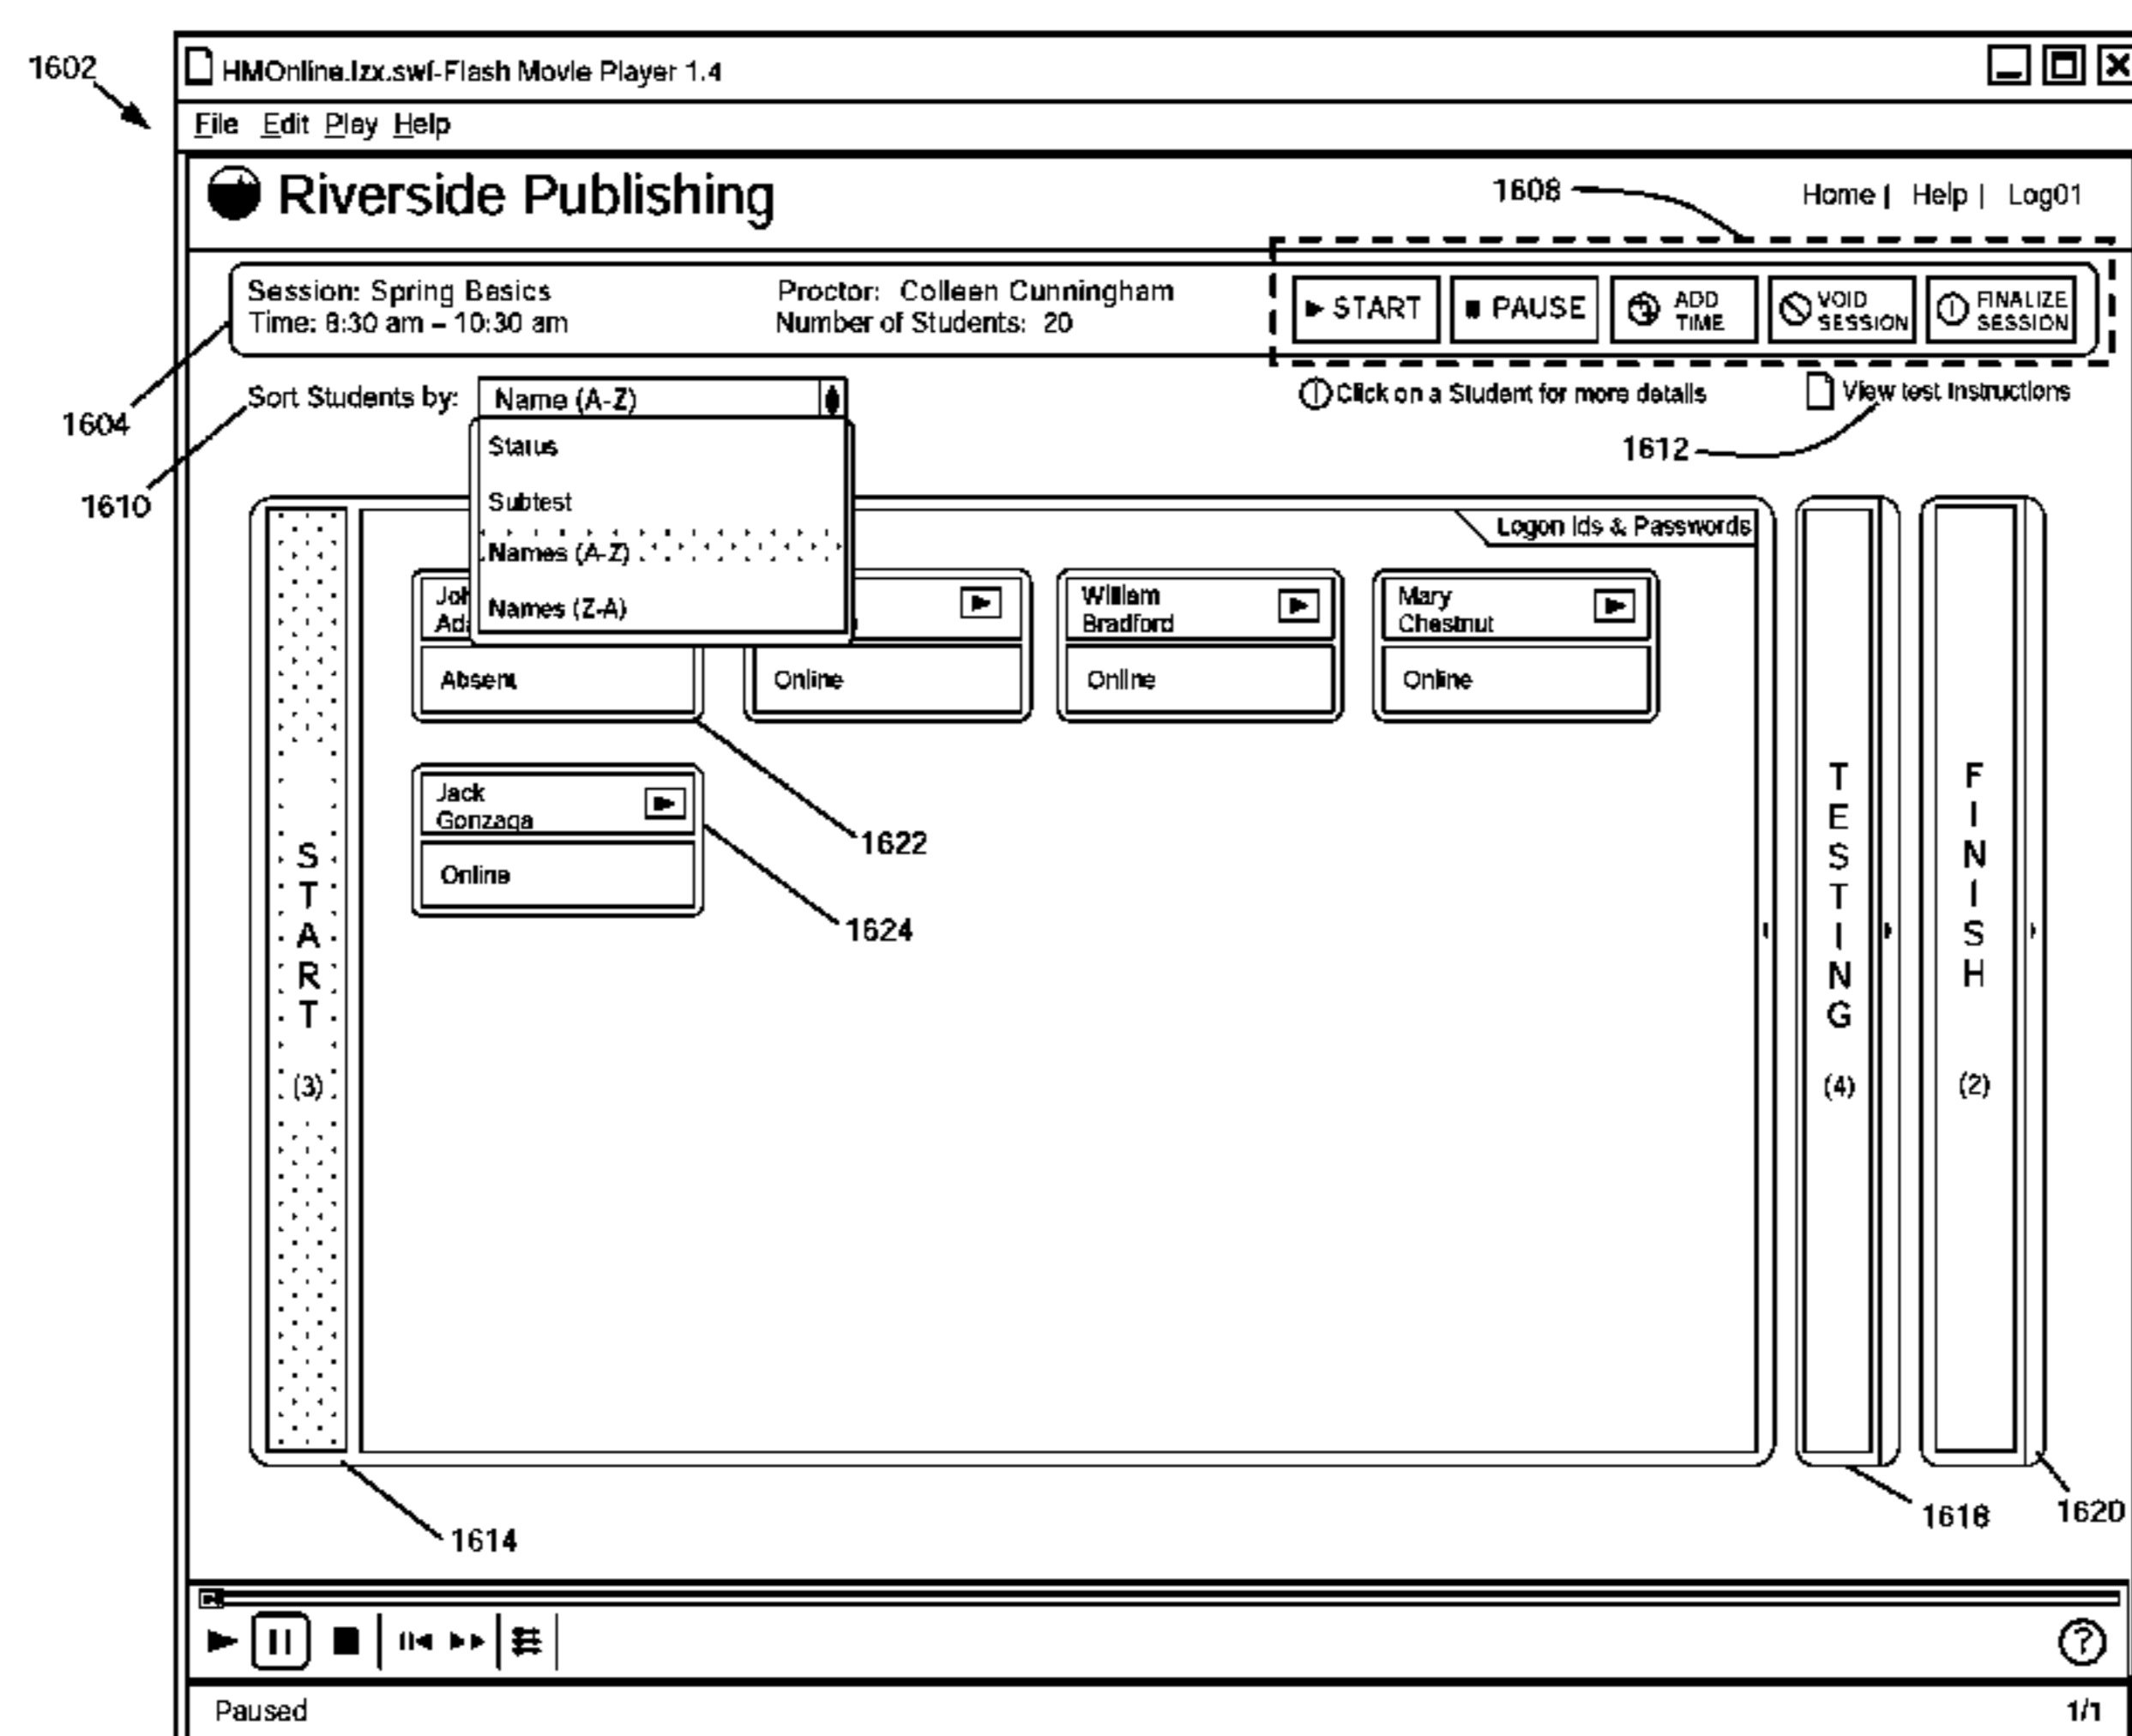 1602
HMOnline.lzx.swf-Flash Movie Player 1.4
File Edit Play Help
Riverside Publishing
1608
Home | Help | Log01
Session: Spring Basics
Time: 8:30 am – 10:30 am
Proctor: Colleen Cunningham
Number of Students: 20
START
PAUSE
ADD
TIME
VOID
SESSION
FINALIZE
SESSION
1604
Sort Students by:
Name (A-Z)
Click on a Student for more details
View test Instructions
1612
1610
Status
Subtest
Names (A-Z)
Names (Z-A)
Logon Ids & Passwords
Absent
Online
William
Bradford
Online
Mary
Chestnut
Online
Jack
Gonzaga
Online
1622
1624
START
(3)
TESTING
(4)
FINISH
(2)
1614
1618
1620
Paused
1/1